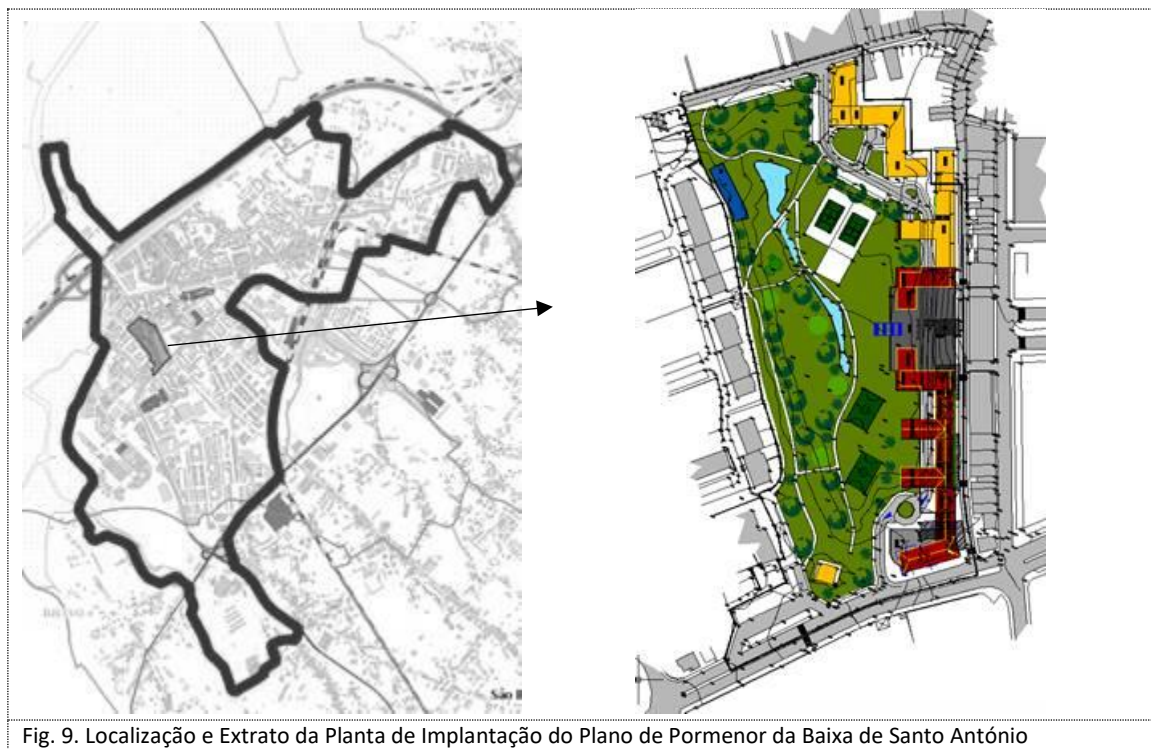 Fig. 9. Localização e Extrato da Planta de Implantação do Plano de Pormenor da Baixa de Santo António